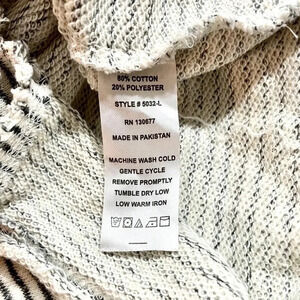 80% COTTON
20% POLYESTER
STYLE # 5032-L
RN 130677
MADE IN PAKISTAN
MACHINE WASH COLD
GENTLE CYCLE
REMOVE PROMPTLY
TUMBLE DRY LOW
LOW WARM IRON